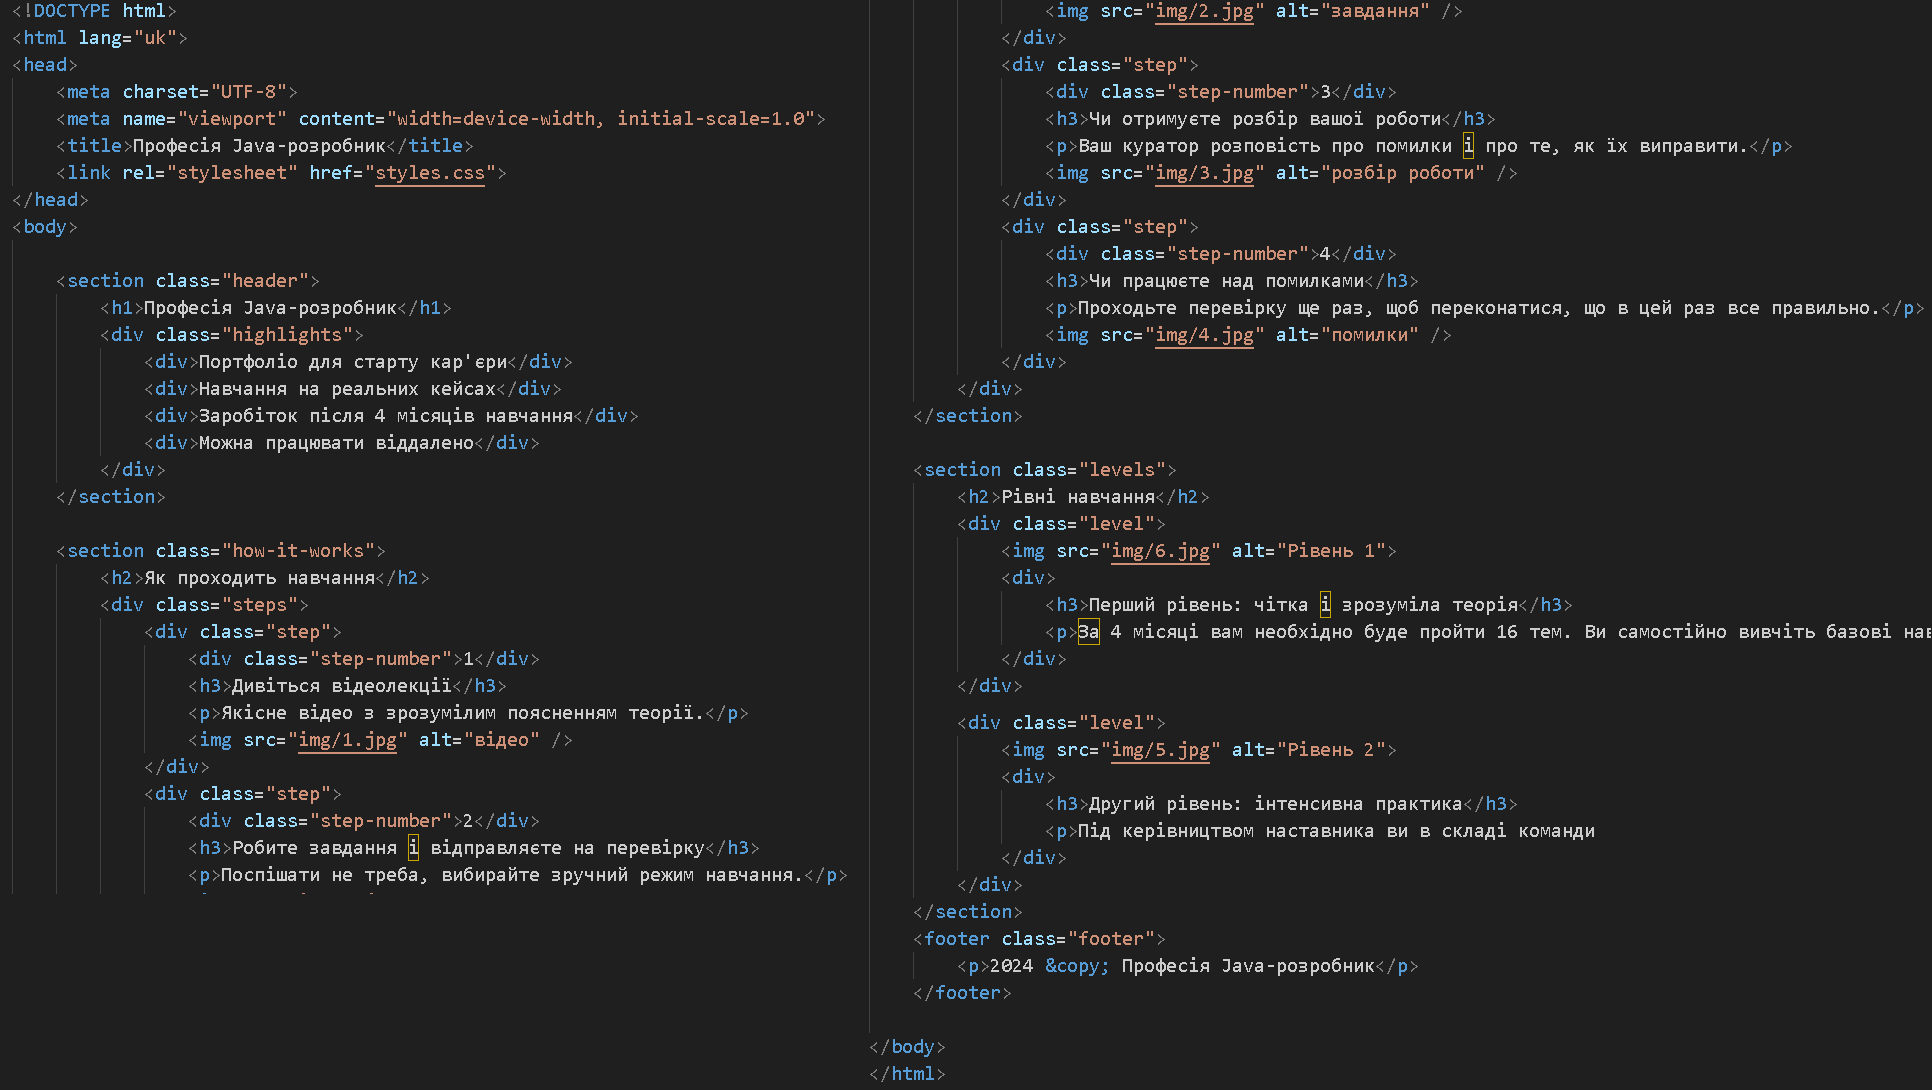 <!DOCTYPE html>
<html lang="uk">
<head>
<meta charset="UTF-8">
<meta name="viewport" content="width=device-width, initial-scale=1.0">
<title>Професія Java-розробник</title>
<link rel="stylesheet" href="styles.css">
</head>
<body>
<section class="header">
<h1>Професія Java-розробник</h1>
<div class="highlights">
<div>Портфоліо для старту кар'єри</div>
<div>Навчання на реальних кейсах</div>
<div>Заробіток після 4 місяців навчання</div>
<div>Можна працювати віддалено</div>
</div>
</section>
<section class="how-it-works">
<h2>Як проходить навчання</h2>
<div class="steps">
<div class="step">
<div class="step-number">1</div>
<h3>Дивіться відеолекції</h3>
<p>Якісне відео з зрозумілим поясненням теорії.</p>
<img src="img/1.jpg" alt="відео" />
</div>
<div class="step">
<div class="step-number">2</div>
<h3>Робите завдання і відправляєте на перевірку</h3>
<p>Поспішати не треба, вибирайте зручний режим навчання.</p>
<img src="img/2.jpg" alt="завдання" />
</div>
<div class="step">
<div class="step-number">3</div>
<h3>Чи отримуєте розбір вашої роботи</h3>
<p>Ваш куратор розповість про помилки і про те, як їх виправити.</p>
<img src="img/3.jpg" alt="розбір роботи" />
</div>
<div class="step">
<div class="step-number">4</div>
<h3>Чи працюєте над помилками</h3>
<p>Проходьте перевірку ще раз, щоб переконатися, що в цей раз все правильно.</p>
<img src="img/4.jpg" alt="помилки" />
</div>
</div>
</section>
<section class="levels">
<h2>Рівні навчання</h2>
<div class="level">
<img src="img/6.jpg" alt="Рівень 1">
<div>
<h3>Перший рівень: чітка і зрозуміла теорія</h3>
<p>За 4 місяці вам необхідно буде пройти 16 тем. Ви самостійно вивчіть базові
</div>
</div>
<div class="level">
<img src="img/5.jpg" alt="Рівень 2">
<div>
<h3>Другий рівень: інтенсивна практика</h3>
<p>Під керівництвом наставника ви в складі команди
</div>
</div>
</section>
<footer class="footer">
<p>2024 &copy; Професія Java-розробник</p>
</footer>
</body>
</html>